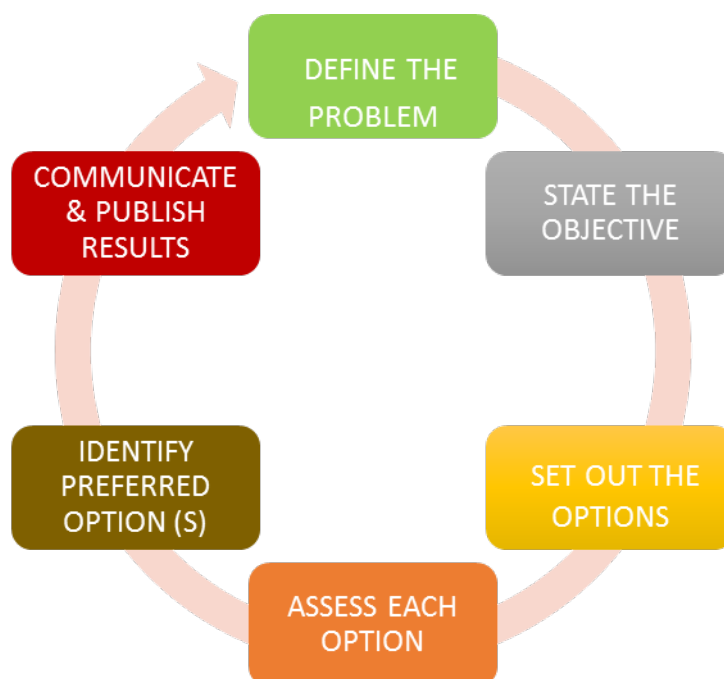 DEFINE THE
PROBLEM
STATE THE
OBJECTIVE
SET OUT THE
OPTIONS
ASSESS EACH
OPTION
IDENTIFY
PREFERRED
OPTION (S)
COMMUNICATE
& PUBLISH
RESULTS